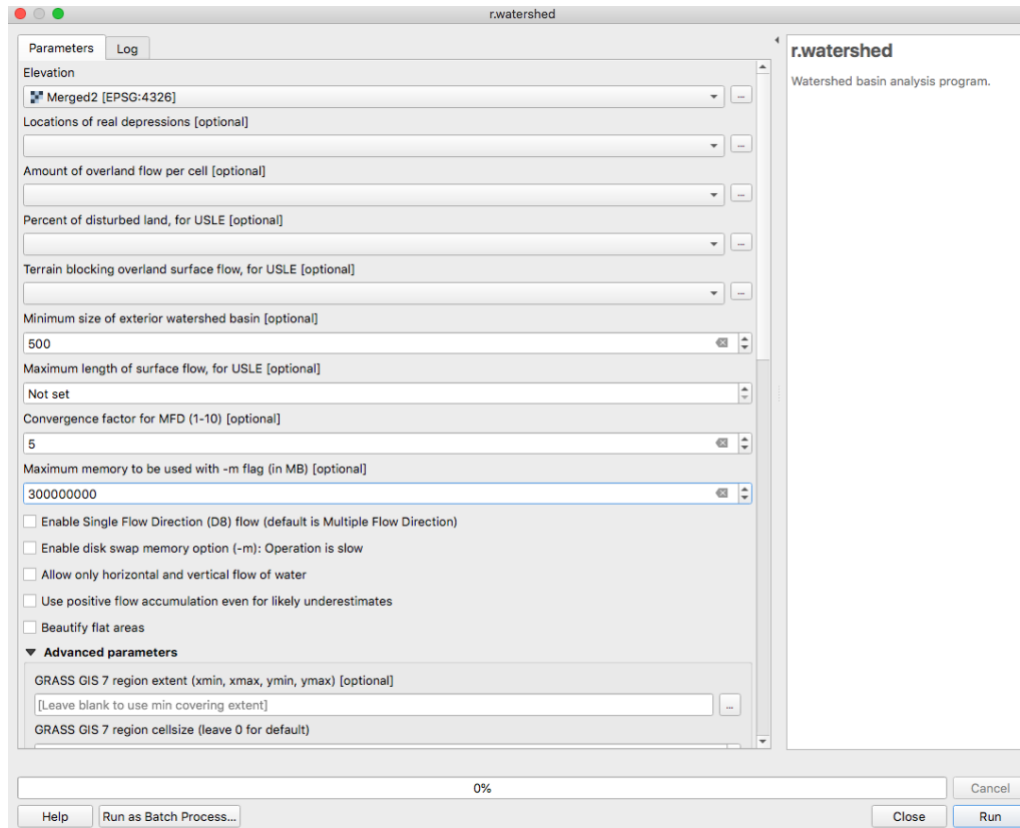 r.watershed
Parameters
Log
Elevation
Merged2 [EPSG:4326]
...
Locations of real depressions [optional]
...
Amount of overland flow per cell [optional]
...
Percent of disturbed land, for USLE [optional]
...
Terrain blocking overland surface flow, for USLE [optional]
...
Minimum size of exterior watershed basin [optional]
500
Maximum length of surface flow, for USLE [optional]
Not set
Convergence factor for MFD (1-10) [optional]
5
Maximum memory to be used with -m flag (in MB) [optional]
300000000
Enable Single Flow Direction (D8) flow (default is Multiple Flow Direction)
Enable disk swap memory option (-m): Operation is slow
Allow only horizontal and vertical flow of water
Use positive flow accumulation even for likely underestimates
Beautify flat areas
Advanced parameters
GRASS GIS 7 region extent (xmin, xmax, ymin, ymax) [optional]
[Leave blank to use min covering extent]
...
GRASS GIS 7 region cellsize (leave 0 for default)
r.watershed
Watershed basin analysis program.
0%
Cancel
Help
Run as Batch Process...
Close
Run